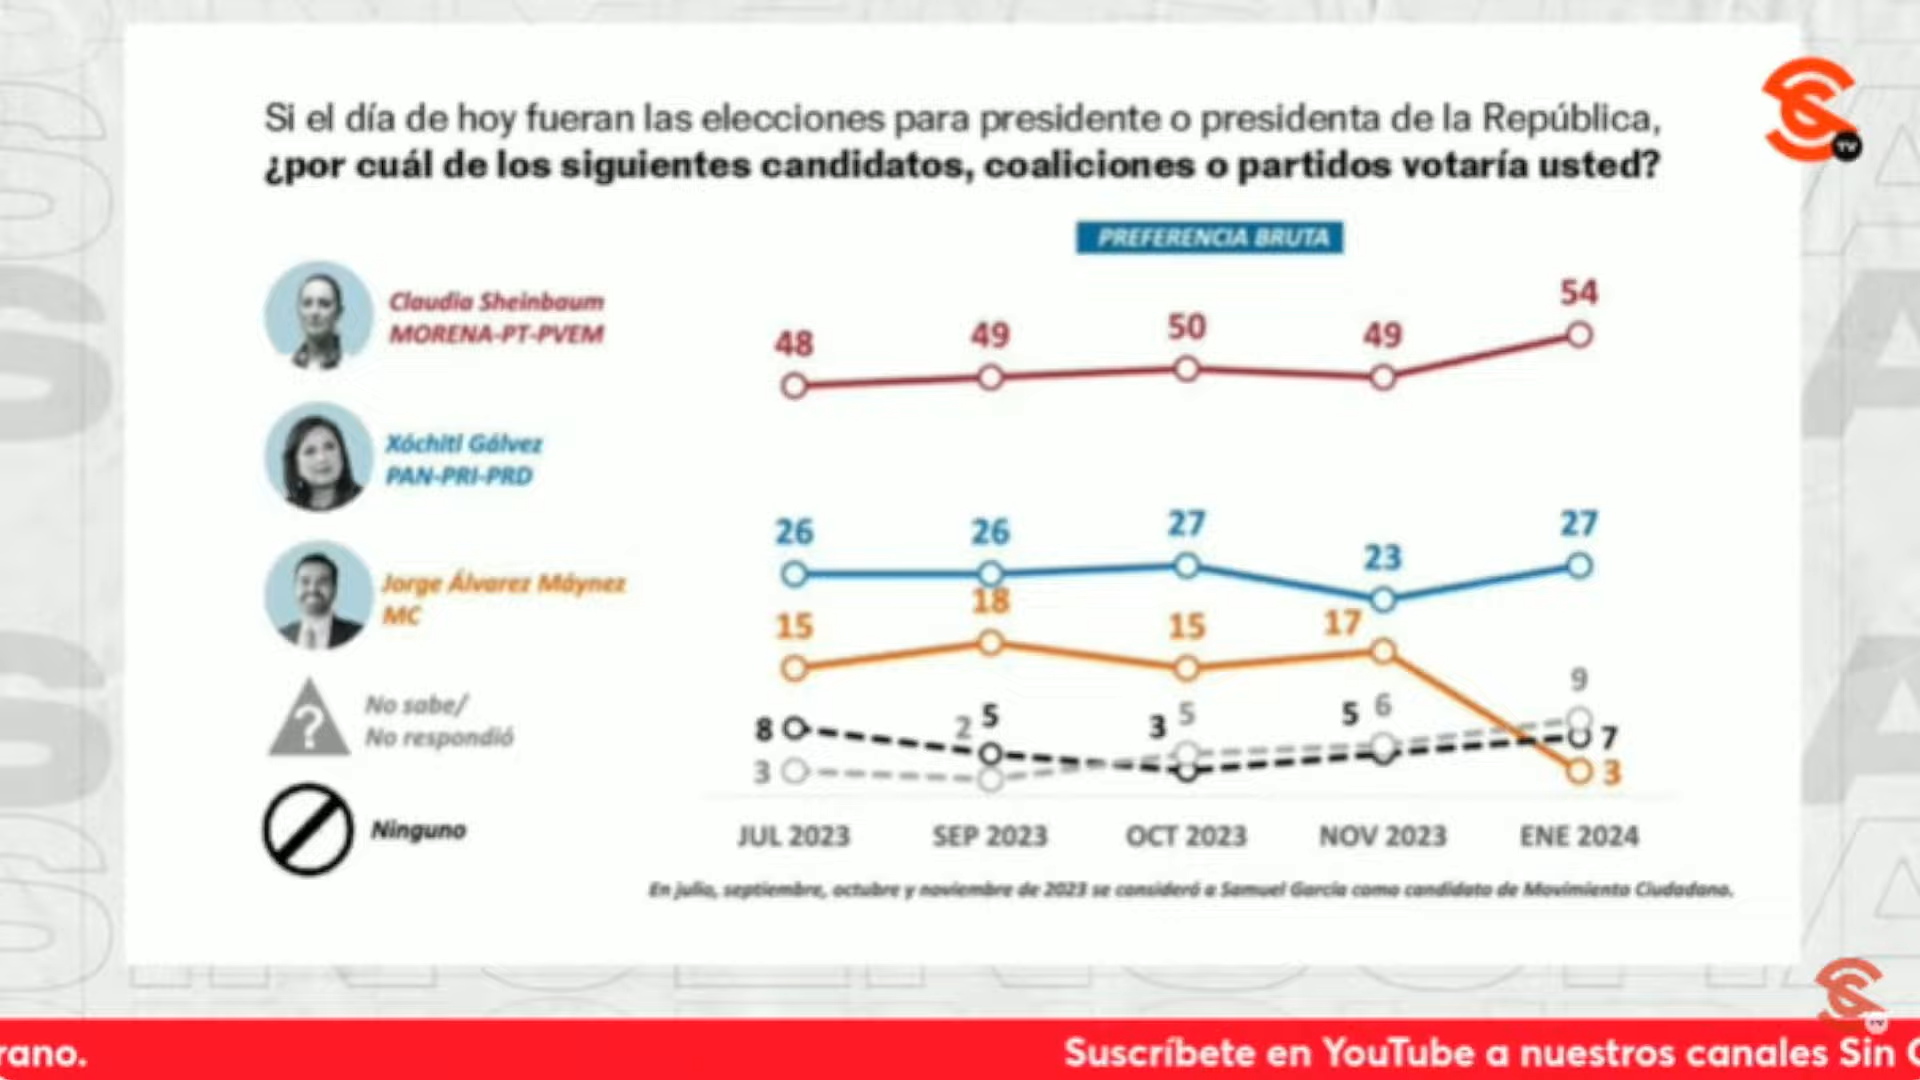 Si el día de hoy fueran las elecciones para presidente o presidenta de la República,
¿por cuál de los siguientes candidatos, coaliciones o partidos votaría usted?
TV
PREFERENCIA BRUTA
Claudia Sheinbaum
MORENA-PT-PVEM
48 49 50 49 54
Xóchitl Gálvez
PAN-PRI-PRD
26 26 27 23 27
Jorge Álvarez Máynez
MC
15 18 15 17 3
No sabe/
No respondió
3 2 5 6 9
Ninguno
8 5 3 5 7
JUL 2023 SEP 2023 OCT 2023 NOV 2023 ENE 2024
En julio, septiembre, octubre y noviembre de 2023 se consideró a Samuel García como candidato de Movimiento Ciudadano.
rano. Suscríbete en YouTube a nuestros canales Sin